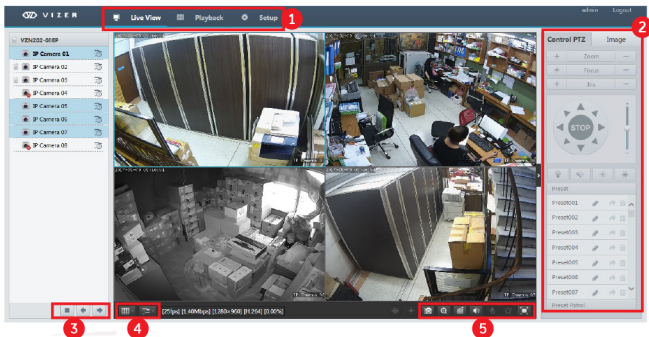 VIZER
Live View
Playback
Setup
admin
Logout
1
2
VZN202-008P
IP Camera 01
IP Camera 02
IP Camera 03
IP Camera 04
IP Camera 05
IP Camera 06
IP Camera 07
IP Camera 08
Control PTZ
Image
+ Zoom −
+ Focus −
+ Iris −
STOP
Preset
Preset001
Preset002
Preset003
Preset004
Preset005
Preset006
Preset007
Preset Patrol
[25fps] [1.40Mbps] [1280×960] [H.264] [0.00%]
3
4
5